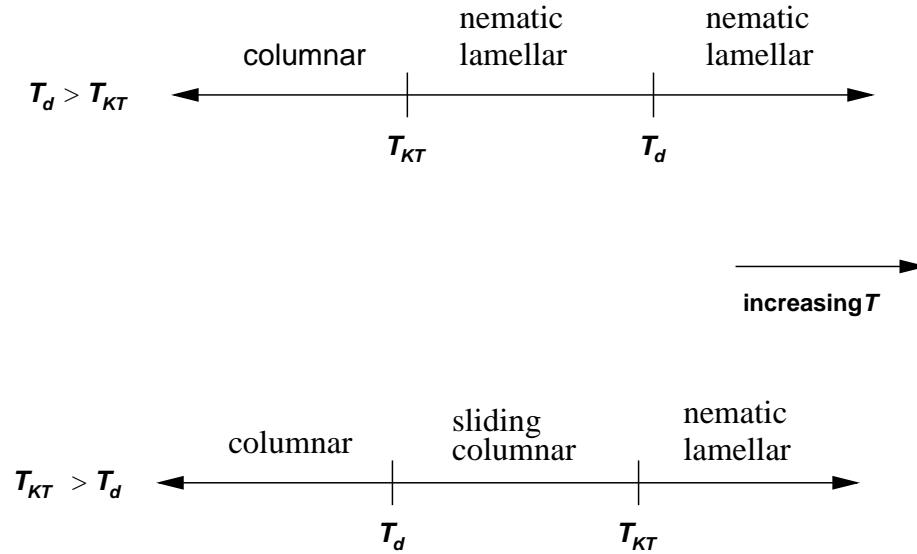 columnar
nematic
lamellar
nematic
lamellar
T_d > T_KT
T_KT
T_d
increasing T
columnar
sliding
columnar
nematic
lamellar
T_KT > T_d
T_d
T_KT